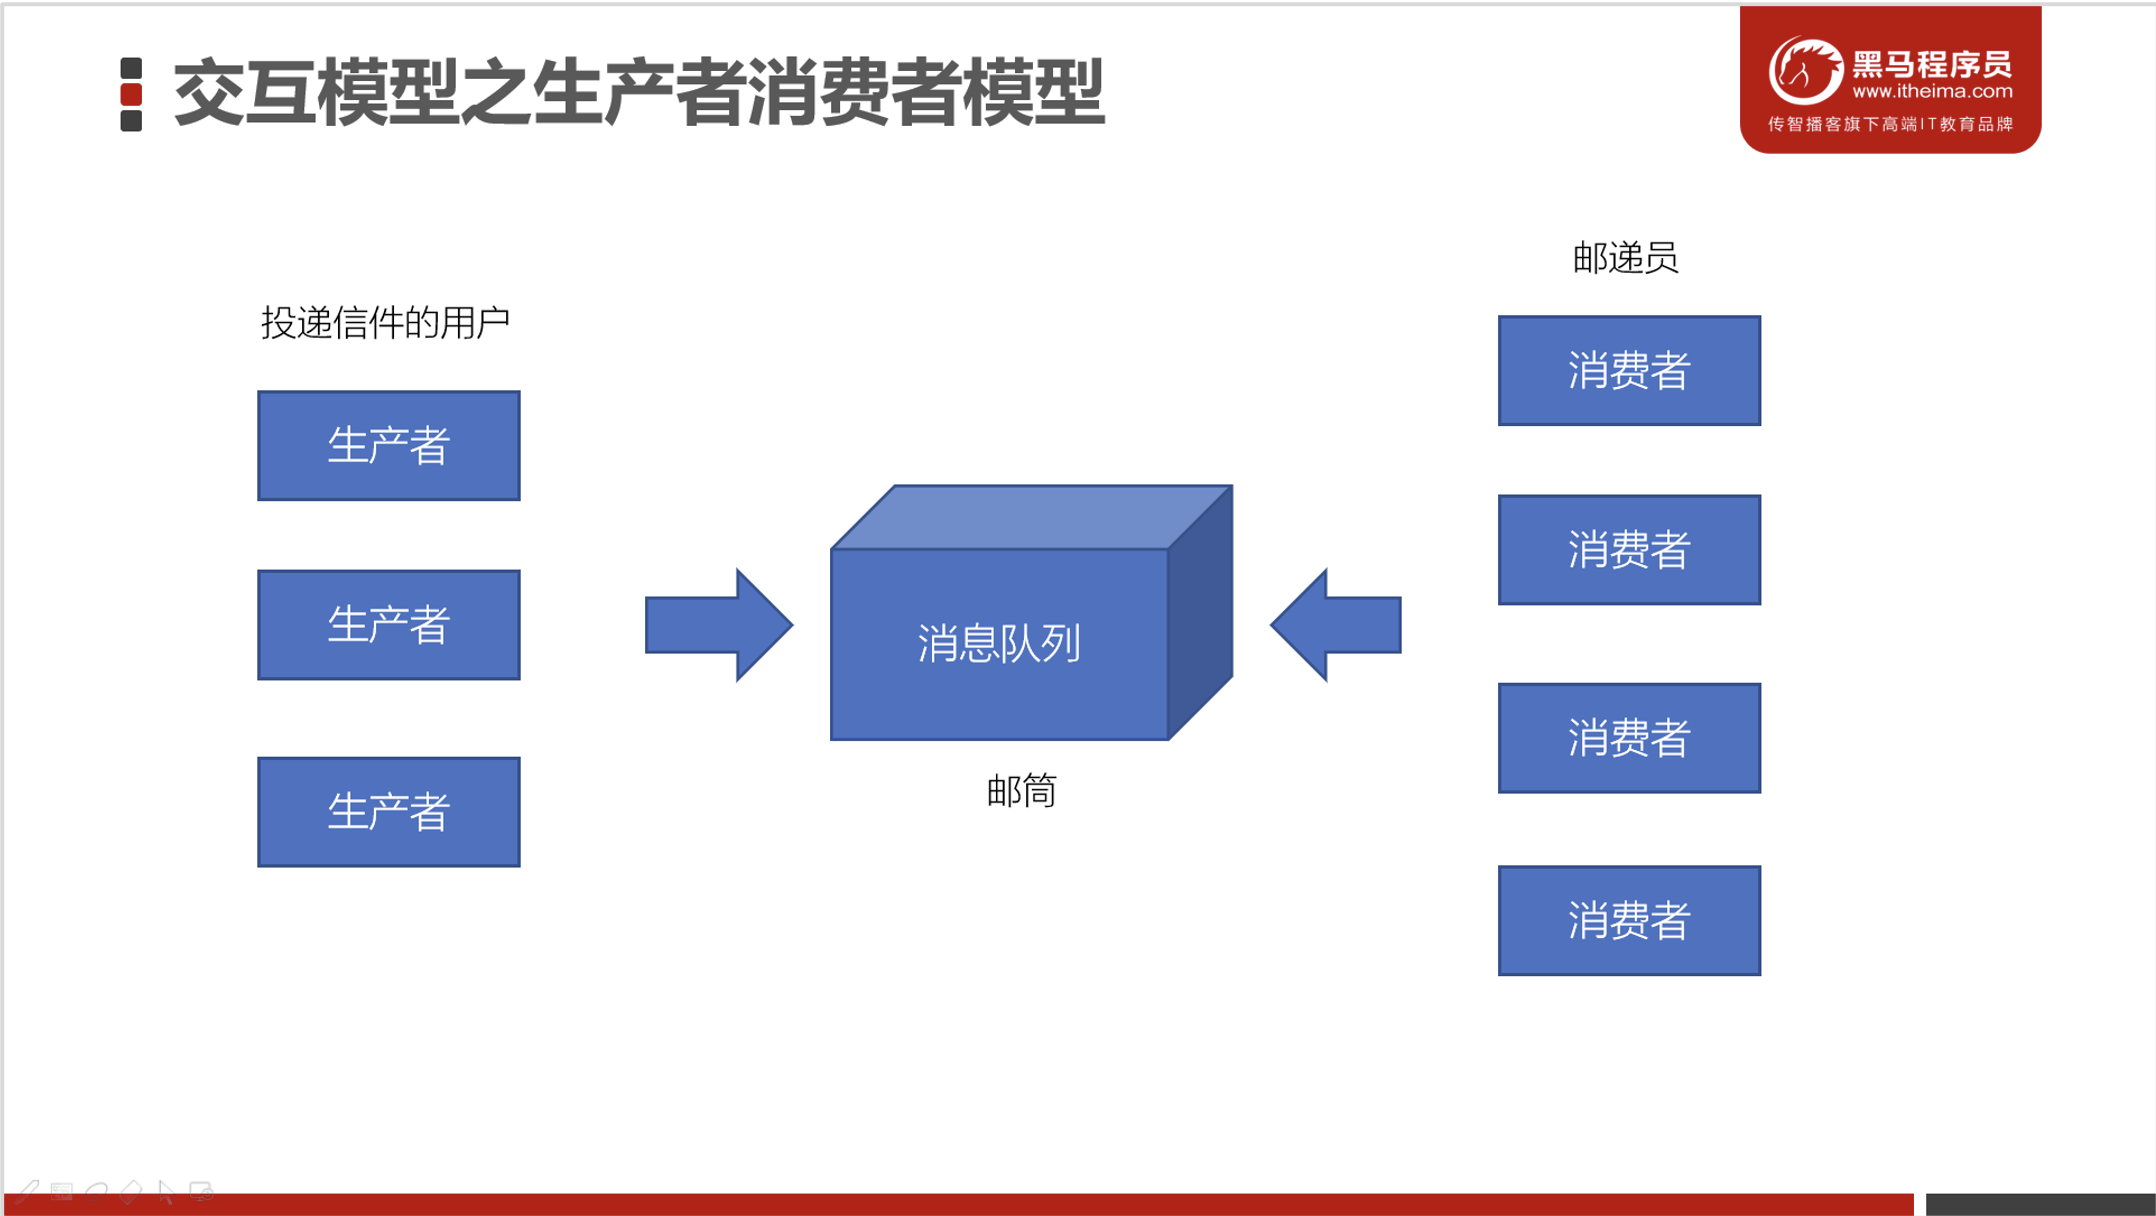 交互模型之生产者消费者模型
黑马程序员
www.itheima.com
传智播客旗下高端IT教育品牌
投递信件的用户
生产者
生产者
生产者
消息队列
邮筒
邮递员
消费者
消费者
消费者
消费者